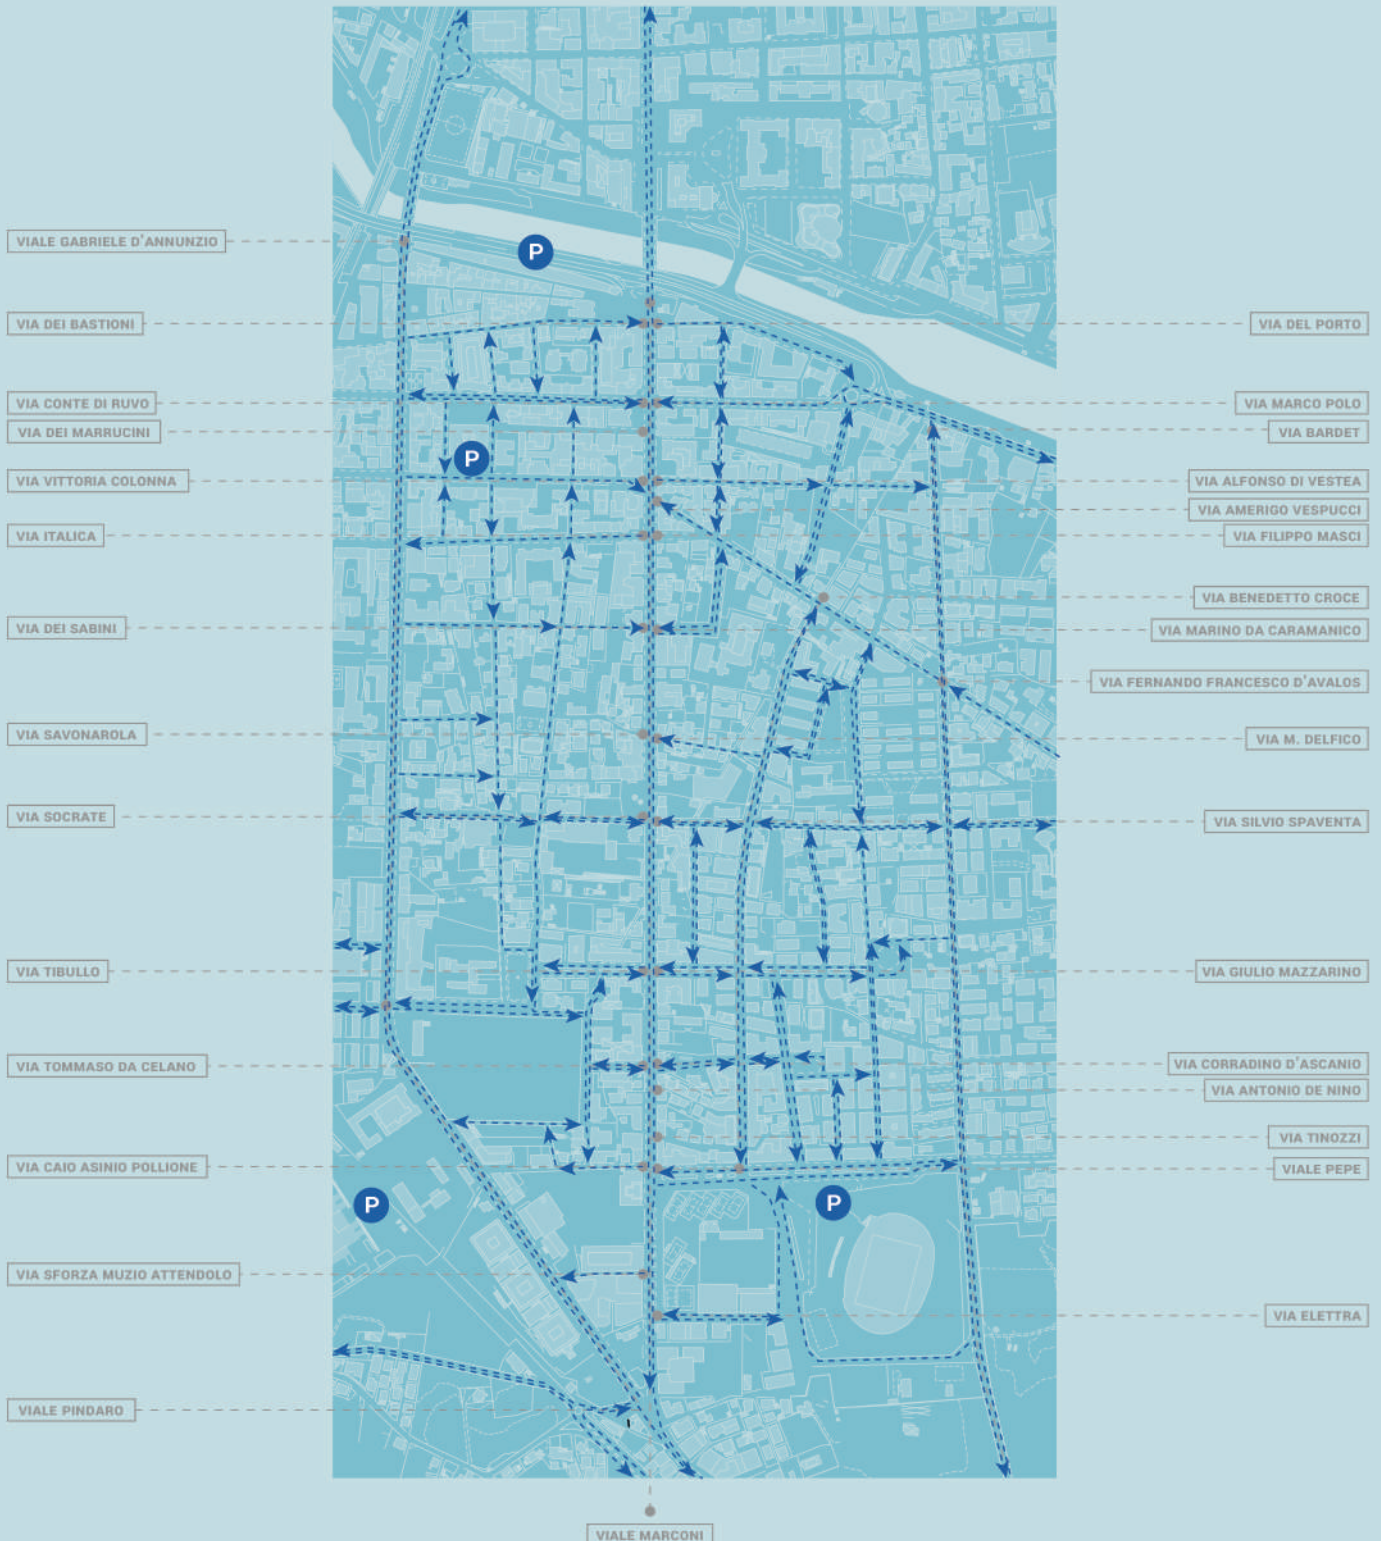 VIALE GABRIELE D'ANNUNZIO
P
VIA DEI BASTIONI
VIA DEL PORTO
VIA CONTE DI RUVO
VIA MARCO POLO
VIA DEI MARRUCINI
VIA BARDET
P
VIA VITTORIA COLONNA
VIA ALFONSO DI VESTEA
VIA AMERIGO VESPUCCI
VIA ITALICA
VIA FILIPPO MASCI
VIA BENEDETTO CROCE
VIA DEI SABINI
VIA MARINO DA CARAMANICO
VIA FERNANDO FRANCESCO D'AVALOS
VIA SAVONAROLA
VIA M. DELFICO
VIA SOCRATE
VIA SILVIO SPAVENTA
VIA TIBULLO
VIA GIULIO MAZZARINO
VIA TOMMASO DA CELANO
VIA CORRADINO D'ASCANIO
VIA ANTONIO DE NINO
VIA TINOZZI
VIA CAIO ASINIO POLLIONE
VIALE PEPE
P
P
VIA SFORZA MUZIO ATTENDOLO
VIA ELETTRA
VIALE PINDARO
VIALE MARCONI